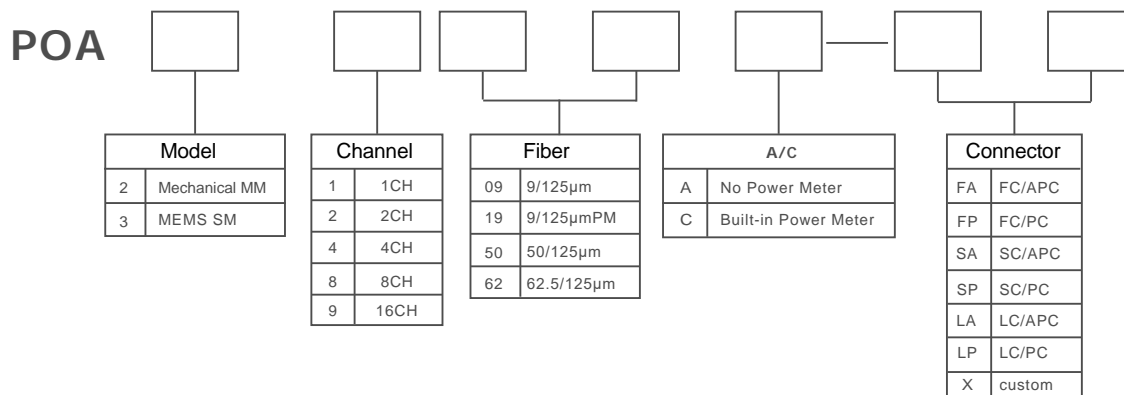 POA
Model
2 Mechanical MM
3 MEMS SM
Channel
1 1CH
2 2CH
4 4CH
8 8CH
9 16CH
Fiber
09 9/125μm
19 9/125μmPM
50 50/125μm
62 62.5/125μm
A/C
A No Power Meter
C Built-in Power Meter
Connector
FA FC/APC
FP FC/PC
SA SC/APC
SP SC/PC
LA LC/APC
LP LC/PC
X custom